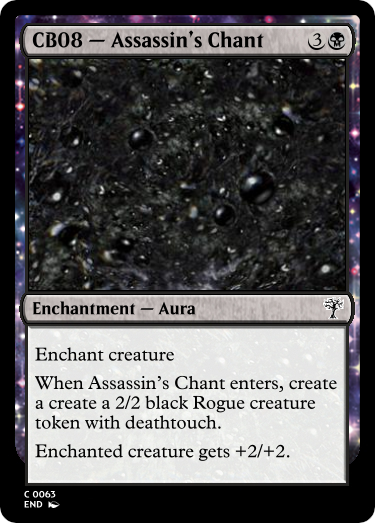 CB08 — Assassin's Chant 3
Enchantment — Aura
Enchant creature
When Assassin's Chant enters, create
a create a 2/2 black Rogue creature
token with deathtouch.
Enchanted creature gets +2/+2.
C 0063
END